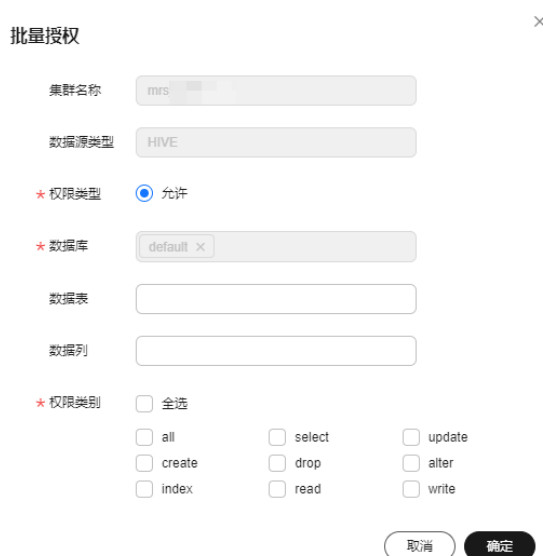 批量授权
集群名称 mrs
数据源类型 HIVE
* 权限类型 允许
* 数据库 default ×
数据表
数据列
* 权限类别 全选
all select update
create drop alter
index read write
取消 确定